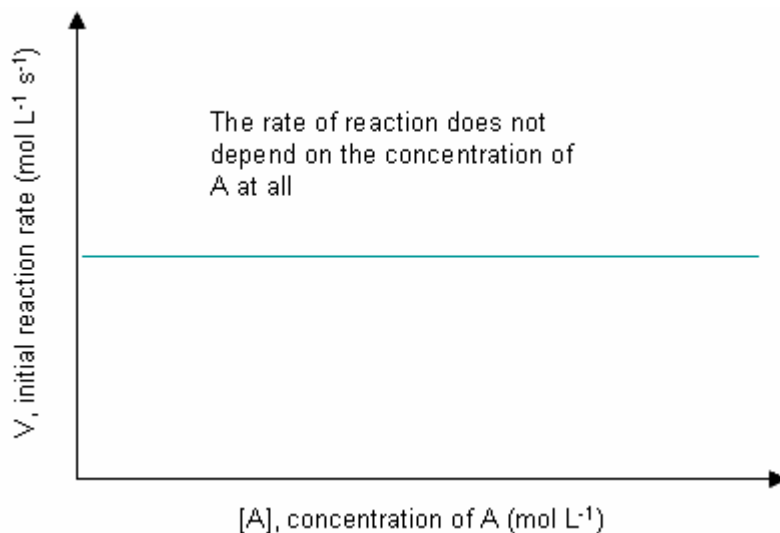 V, initial reaction rate (mol L⁻¹ s⁻¹)
The rate of reaction does not
depend on the concentration of
A at all
[A], concentration of A (mol L⁻¹)